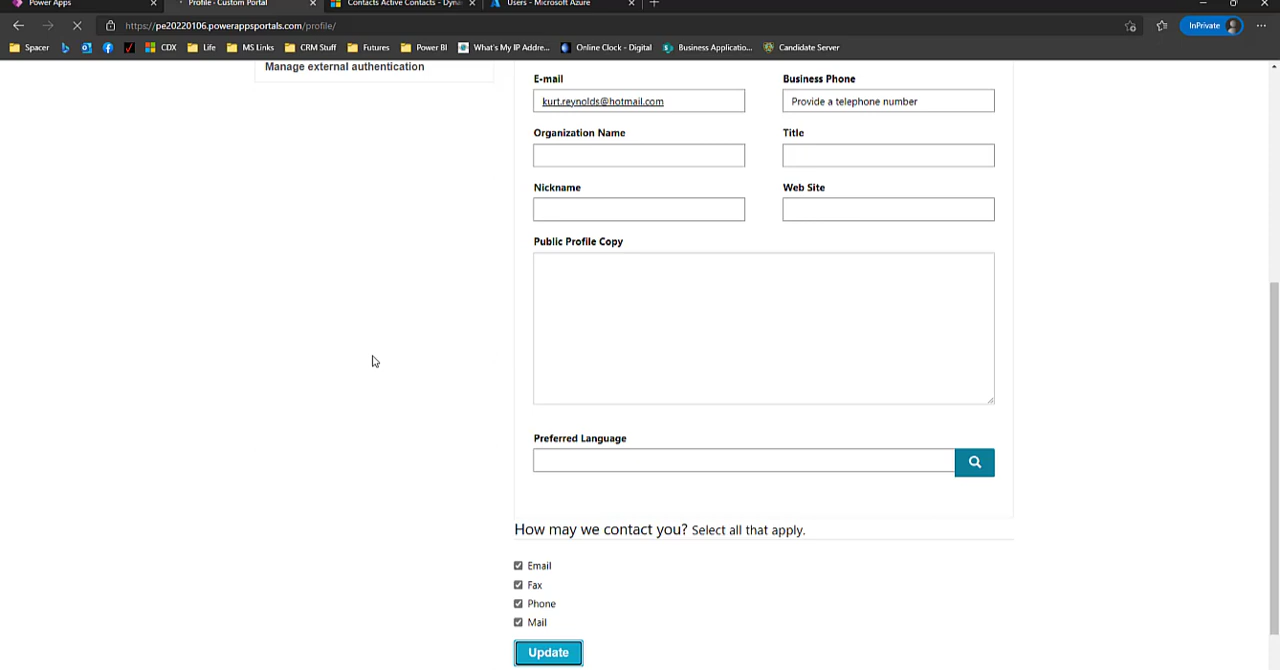 Power Apps
Profile · Custom Portal
Contacts Active Contacts - Dyna
Users - Microsoft Azure
https://pe20220106.powerappsportals.com/profile/
InPrivate
Spacer
CDX
Life
MS Links
CRM Stuff
Futures
Power BI
What's My IP Addre...
Online Clock - Digital
Business Applicatio...
Candidate Server
Manage external authentication
E-mail
Business Phone
kurt.reynolds@hotmail.com
Provide a telephone number
Organization Name
Title
Nickname
Web Site
Public Profile Copy
Preferred Language
How may we contact you? Select all that apply.
Email
Fax
Phone
Mail
Update